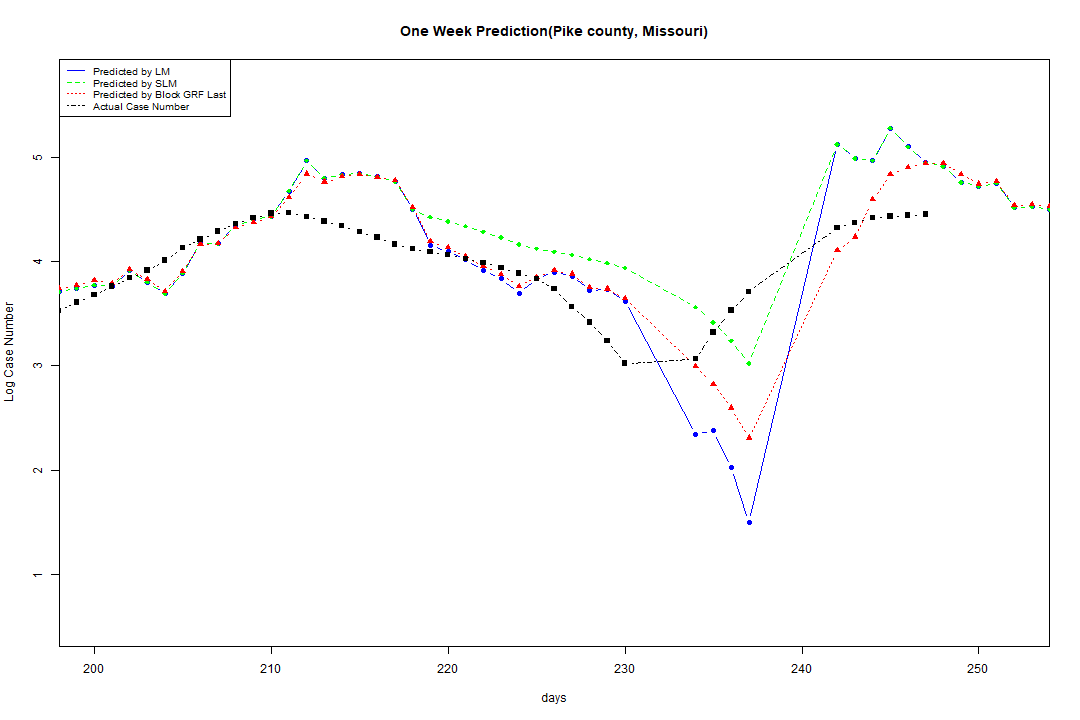 One Week Prediction(Pike county, Missouri)
Predicted by LM
Predicted by SLM
Predicted by Block GRF Last
Actual Case Number
5
4
3
2
1
Log Case Number
200 210 220 230 240 250
days